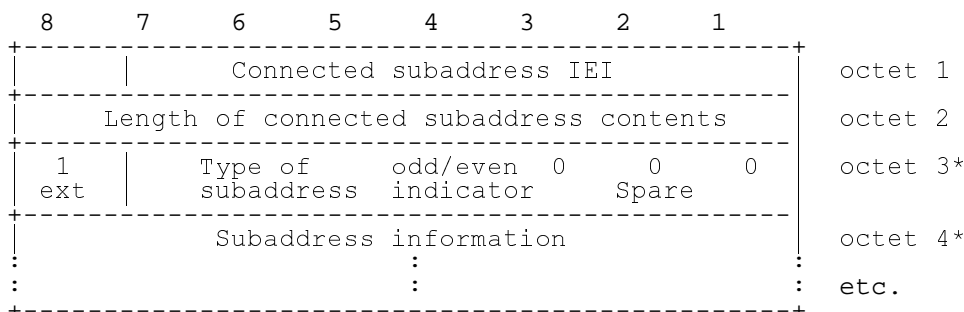 8 7 6 5 4 3 2 1
Connected subaddress IEI octet 1
Length of connected subaddress contents octet 2
1 Type of odd/even 0 0 0 octet 3*
ext subaddress indicator Spare
Subaddress information octet 4*
: : :
: : : etc.